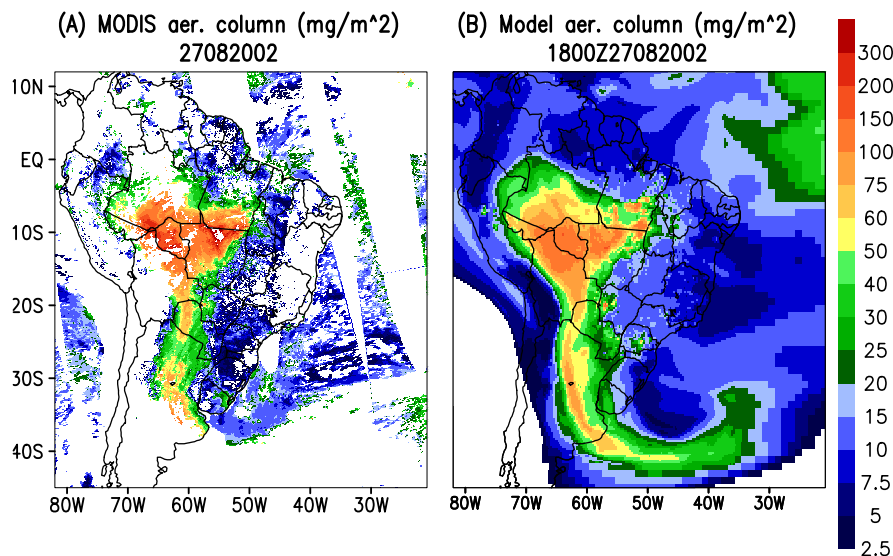 (A) MODIS aer. column (mg/m^2)
27082002
(B) Model aer. column (mg/m^2)
1800Z27082002
10N
EQ
10S
20S
30S
40S
80W 70W 60W 50W 40W 30W
80W 70W 60W 50W 40W 30W
300
200
150
100
75
60
50
30
25
20
15
10
7.5
5
2.5